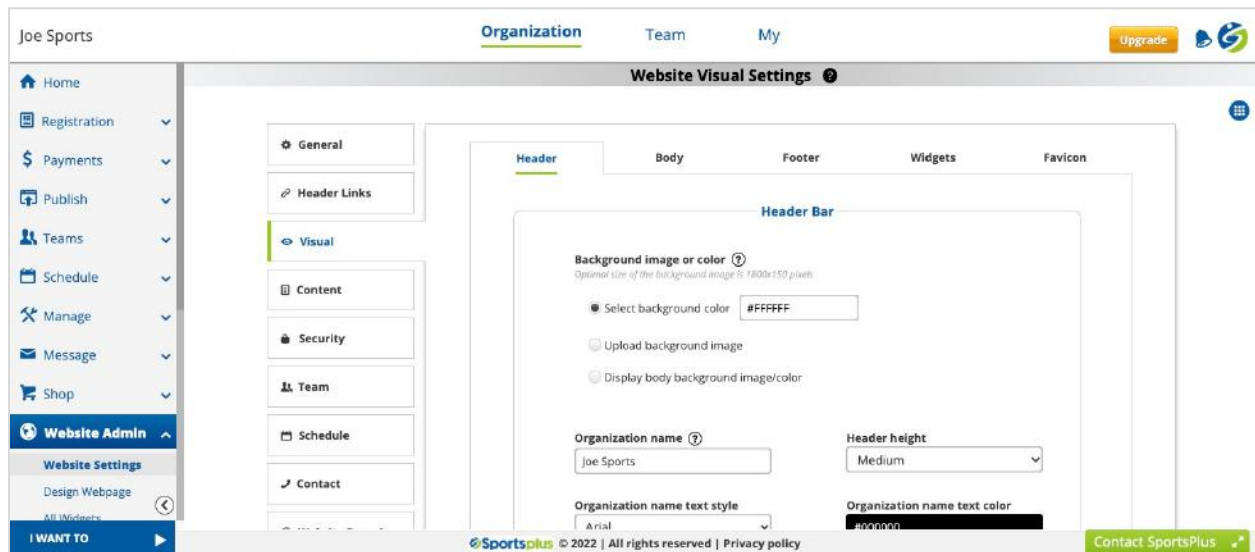 Joe Sports
Organization
Team
My
Upgrade
Home
Registration
Payments
Publish
Teams
Schedule
Manage
Message
Shop
Website Admin
Website Settings
Design Webpage
All Widgets
I WANT TO
Website Visual Settings
General
Header Links
Visual
Content
Security
Team
Schedule
Contact
Header
Body
Footer
Widgets
Favicon
Header Bar
Background image or color
Optimal size of the background image is 1800x150 pixels
Select background color
#FFFFFF
Upload background image
Display body background image/color
Organization name
Joe Sports
Header height
Medium
Organization name text style
Arial
Organization name text color
#000000
Sportsplus © 2022 | All rights reserved | Privacy policy
Contact SportsPlus